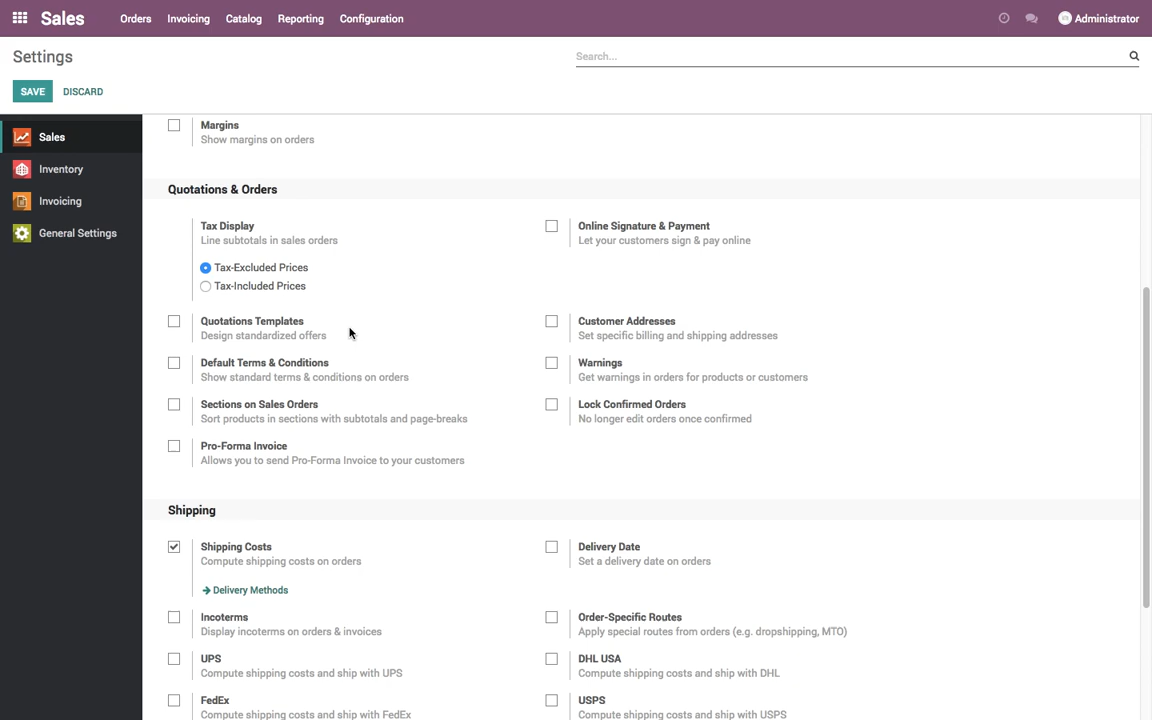 Sales Orders Invoicing Catalog Reporting Configuration Administrator
Settings Search...
SAVE DISCARD
Sales
Inventory
Invoicing
General Settings
Margins
Show margins on orders
Quotations & Orders
Tax Display
Line subtotals in sales orders
Tax-Excluded Prices
Tax-Included Prices
Online Signature & Payment
Let your customers sign & pay online
Quotations Templates
Design standardized offers
Customer Addresses
Set specific billing and shipping addresses
Default Terms & Conditions
Show standard terms & conditions on orders
Warnings
Get warnings in orders for products or customers
Sections on Sales Orders
Sort products in sections with subtotals and page-breaks
Lock Confirmed Orders
No longer edit orders once confirmed
Pro-Forma Invoice
Allows you to send Pro-Forma Invoice to your customers
Shipping
Shipping Costs
Compute shipping costs on orders
Delivery Methods
Delivery Date
Set a delivery date on orders
Incoterms
Display incoterms on orders & invoices
Order-Specific Routes
Apply special routes from orders (e.g. dropshipping, MTO)
UPS
Compute shipping costs and ship with UPS
DHL USA
Compute shipping costs and ship with DHL
FedEx
Compute shipping costs and ship with FedEx
USPS
Compute shipping costs and ship with USPS